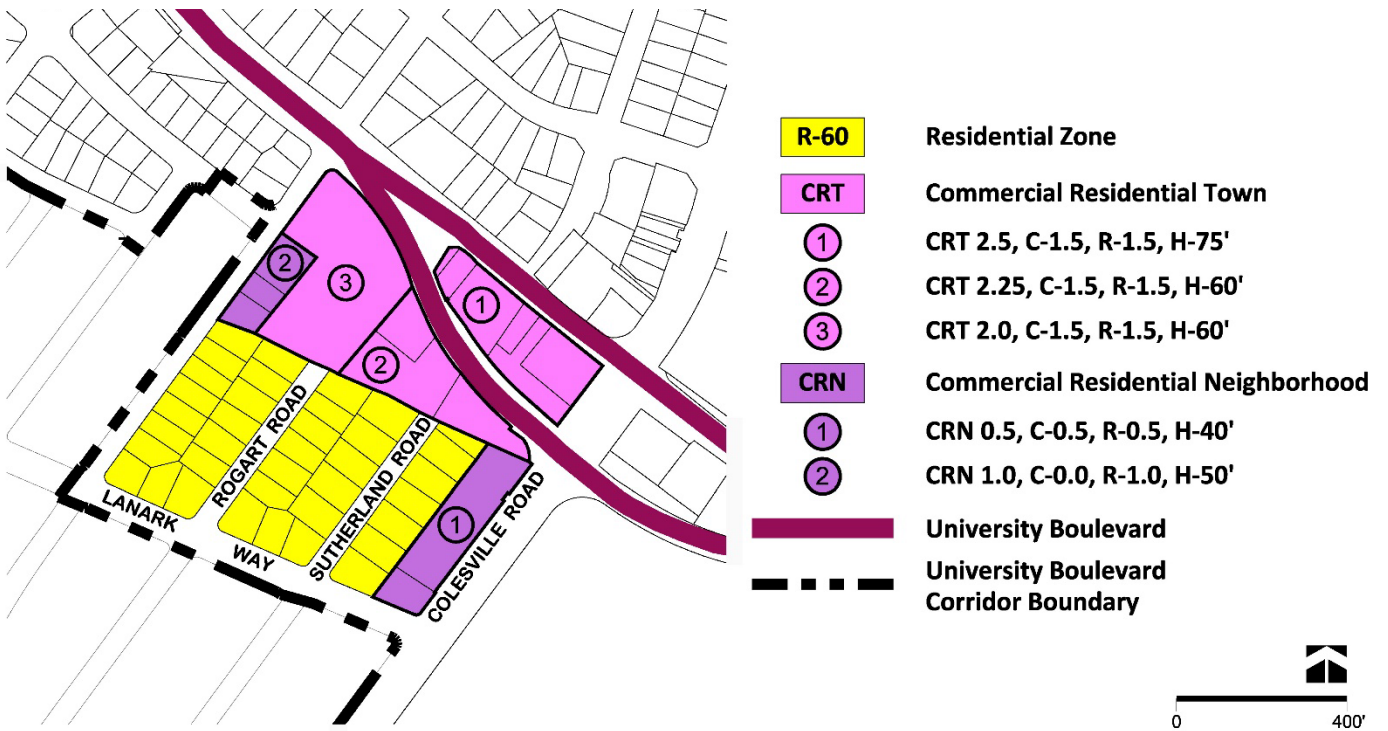 2
3
1
2
ROGART ROAD
SUTHERLAND ROAD
1
COLESVILLE ROAD
LANARK
WAY
R-60 Residential Zone
CRT Commercial Residential Town
1 CRT 2.5, C-1.5, R-1.5, H-75'
2 CRT 2.25, C-1.5, R-1.5, H-60'
3 CRT 2.0, C-1.5, R-1.5, H-60'
CRN Commercial Residential Neighborhood
1 CRN 0.5, C-0.5, R-0.5, H-40'
2 CRN 1.0, C-0.0, R-1.0, H-50'
University Boulevard
University Boulevard
Corridor Boundary
0 400'